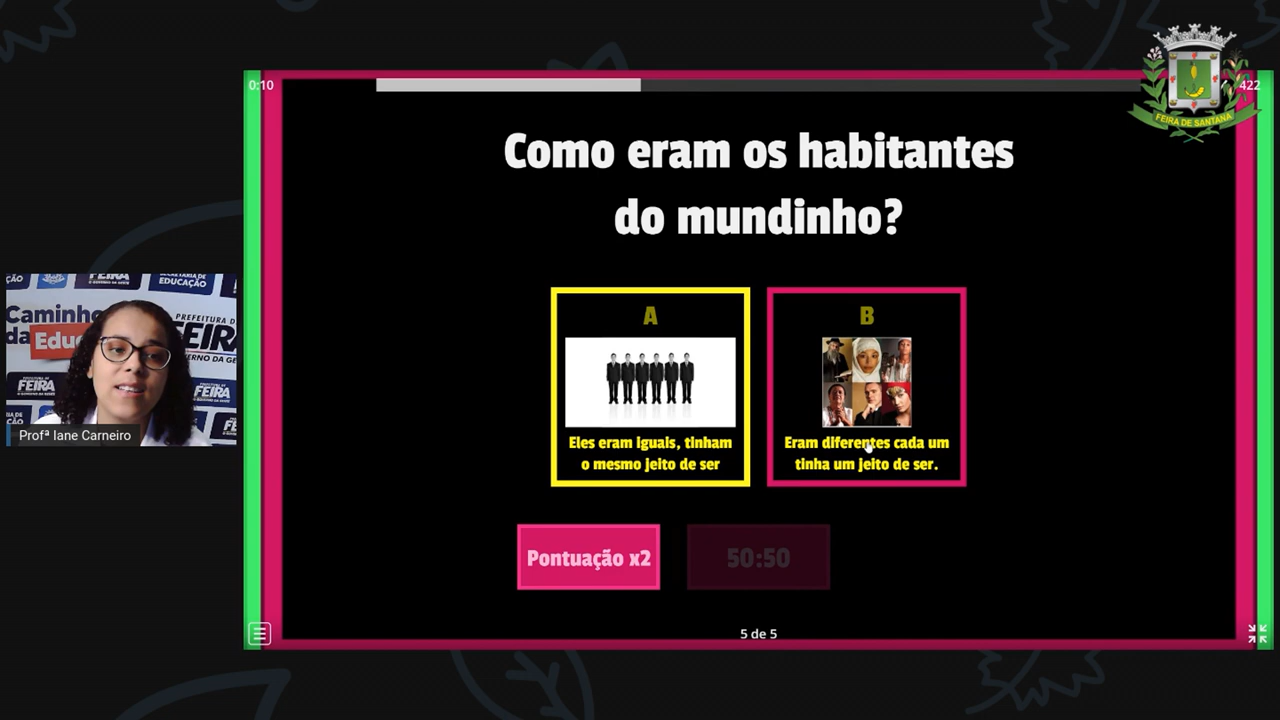 0:10
422
FEIRA DE SANTANA
Como eram os habitantes
do mundinho?
A
B
Eles eram iguais, tinham
o mesmo jeito de ser
Eram diferentes cada um
tinha um jeito de ser.
Pontuação x2
50:50
5 de 5
FEIRA
SECRETARIA DE
EDUCAÇÃO
Caminho
da Edu
PREFEITURA DE
FEIR
FEIRA
FEIRA
Profª Iane Carneiro